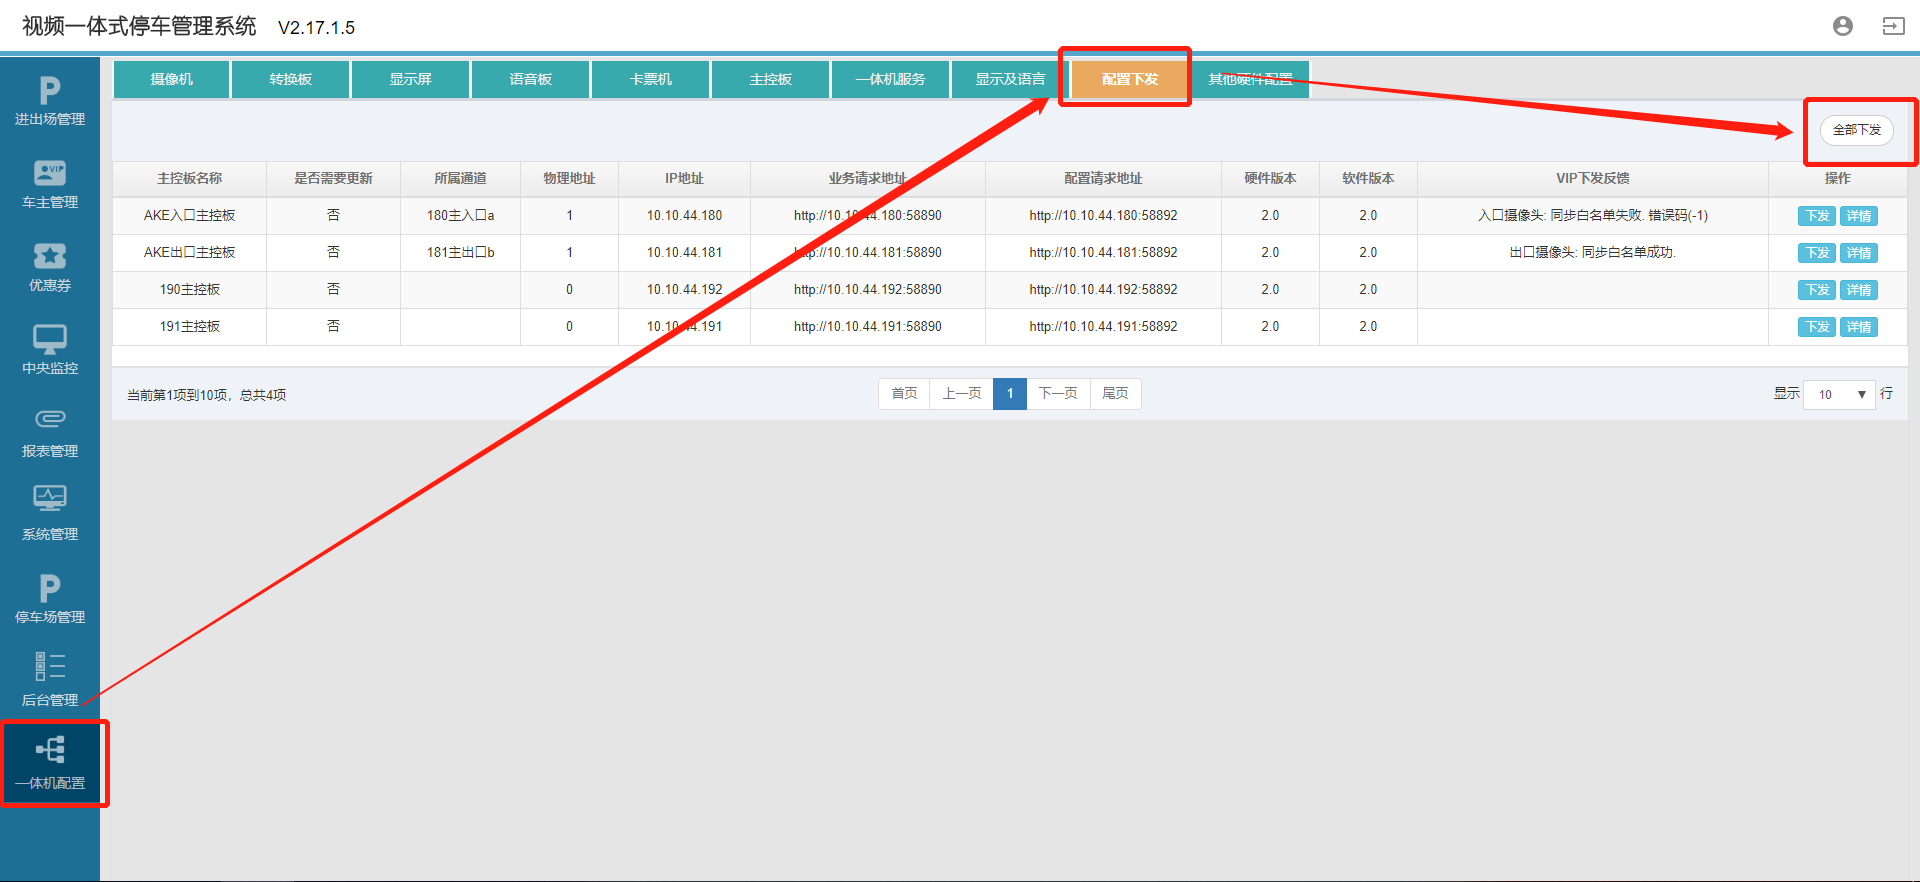 视频一体式停车管理系统 V2.17.1.5
进出场管理
车主管理
优惠券
中央监控
报表管理
系统管理
停车场管理
后台管理
一体机配置
摄像机 转换板 显示屏 语音板 卡票机 主控板 一体机服务 显示及语言 配置下发 其他硬件配置
全部下发
主控板名称 是否需要更新 所属通道 物理地址 IP地址 业务请求地址 配置请求地址 硬件版本 软件版本 VIP下发反馈 操作
AKE入口主控板 否 180主入口a 1 10.10.44.180 http://10.10.44.180:58890 http://10.10.44.180:58892 2.0 2.0 入口摄像头: 同步白名单失败. 错误码(-1) 下发 详情
AKE出口主控板 否 181主出口b 1 10.10.44.181 http://10.10.44.181:58890 http://10.10.44.181:58892 2.0 2.0 出口摄像头: 同步白名单成功. 下发 详情
190主控板 否 0 10.10.44.192 http://10.10.44.192:58890 http://10.10.44.192:58892 2.0 2.0 下发 详情
191主控板 否 0 10.10.44.191 http://10.10.44.191:58890 http://10.10.44.191:58892 2.0 2.0 下发 详情
当前第1项到10项，总共4项 首页 上一页 1 下一页 尾页 显示 10 行